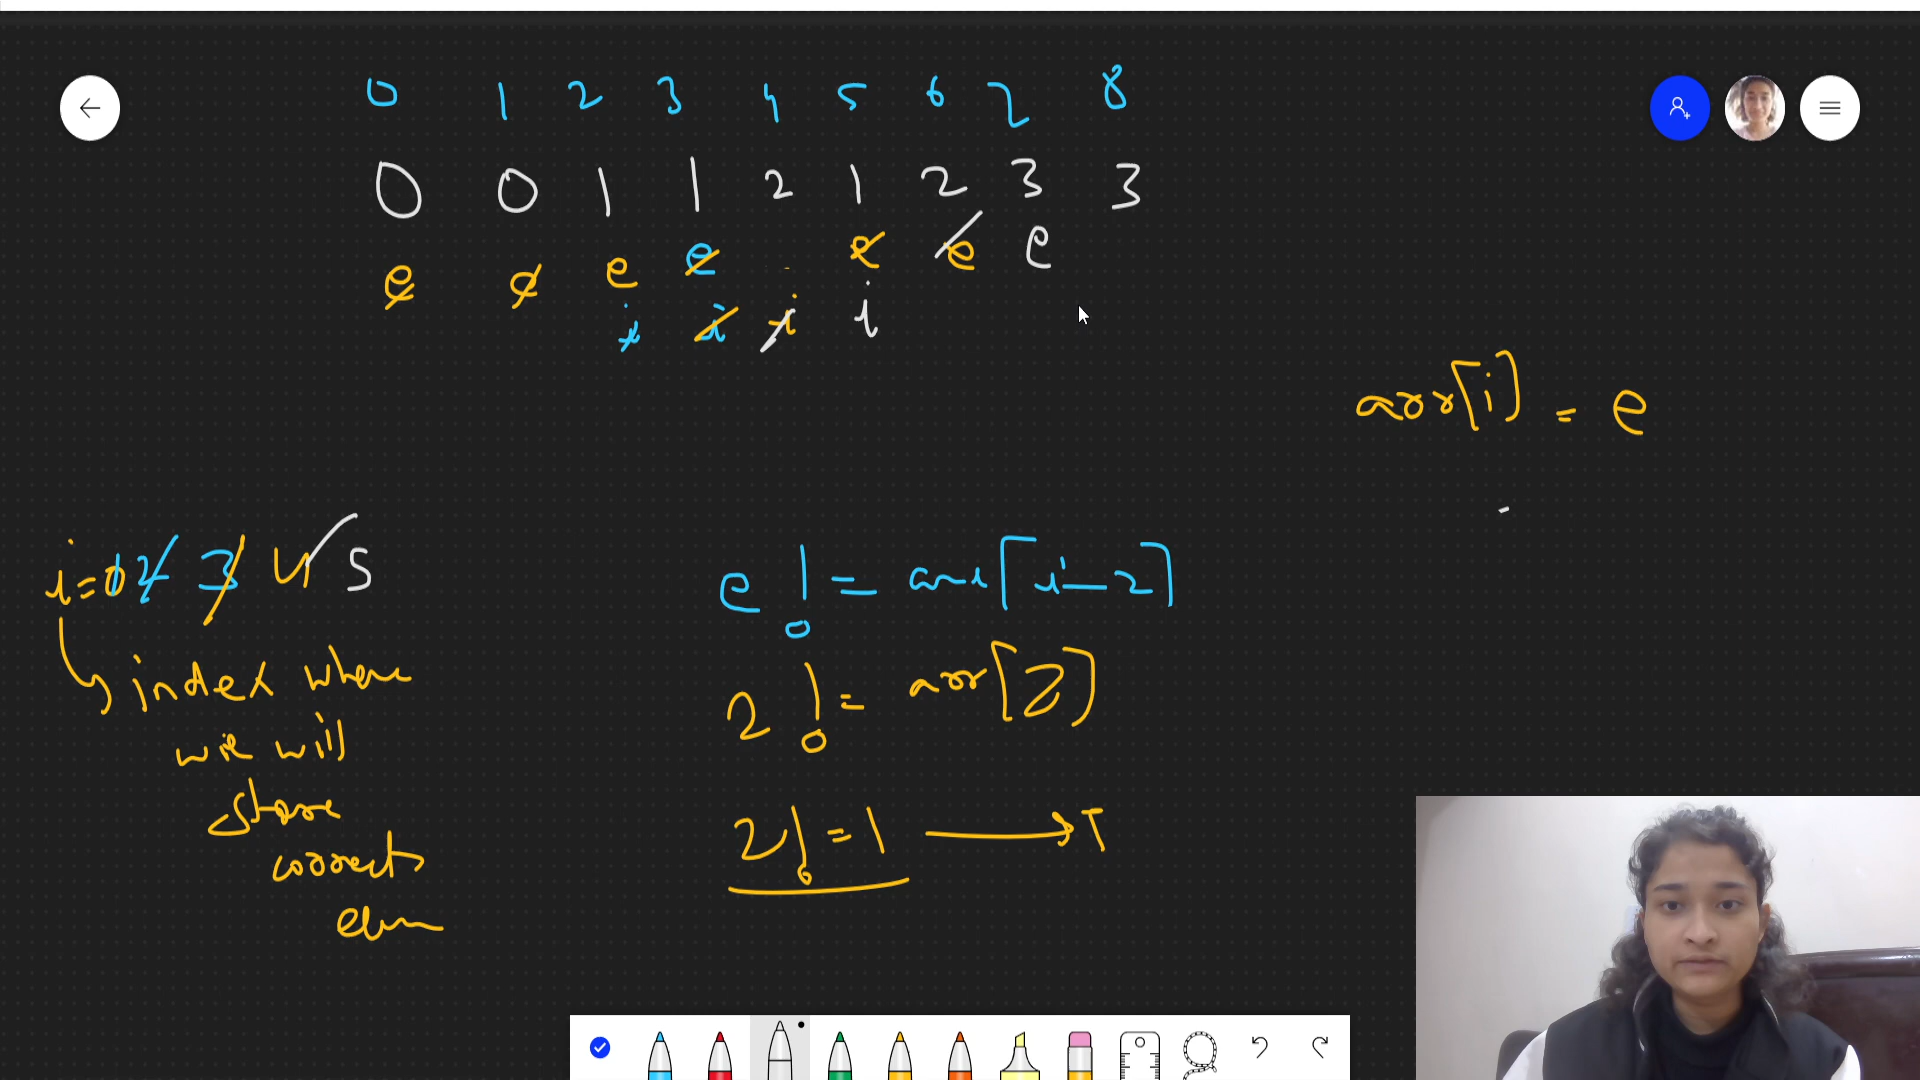 0 1 2 3 4 5 6 7 8
0 0 1 1 2 1 2 3 3
e e e e e e e
i i i i
arr[i] = e
i=0 1 2 3 4 5
index where
we will
store
correct
elem
e != arr[i-2]
2 != arr[2]
2 != 1 → T